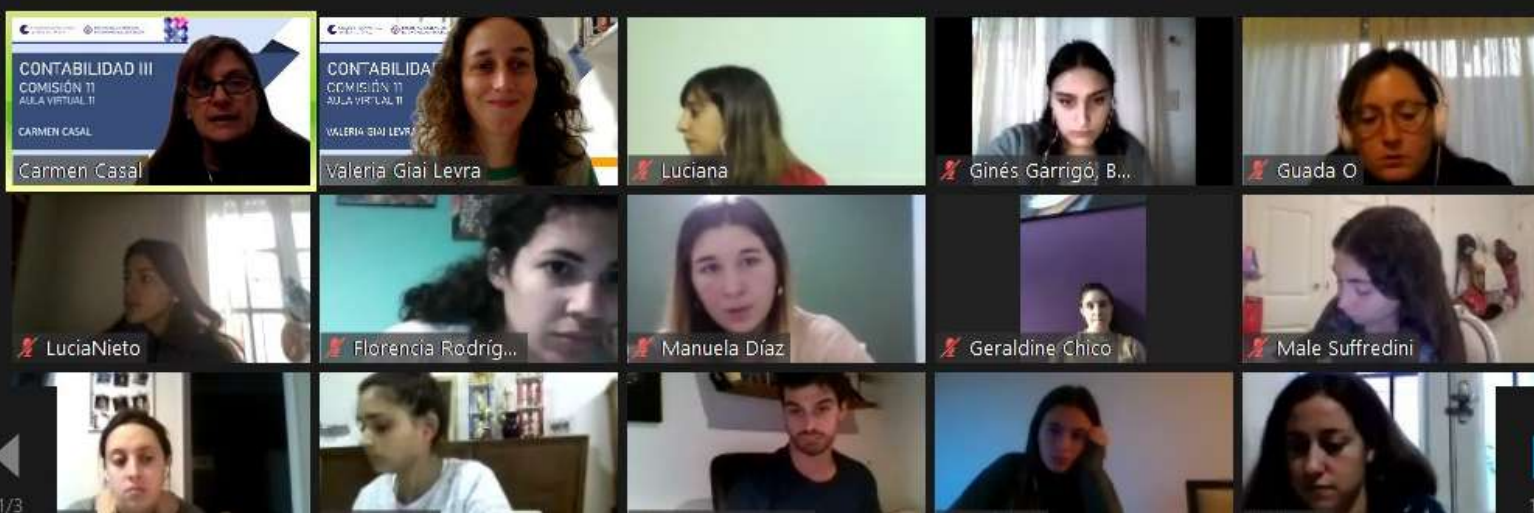 CONTABILIDAD III
COMISIÓN 11
AULA VIRTUAL 11
CARMEN CASAL
Carmen Casal
CONTABILIDA
COMISIÓN 11
AULA VIRTUAL 11
VALERIA GIAI LEVRA
Valeria Giai Levra
Luciana
Ginés Garrigó, B...
Guada O
LuciaNieto
Florencia Rodríg...
Manuela Díaz
Geraldine Chico
Male Suffredini
1/3